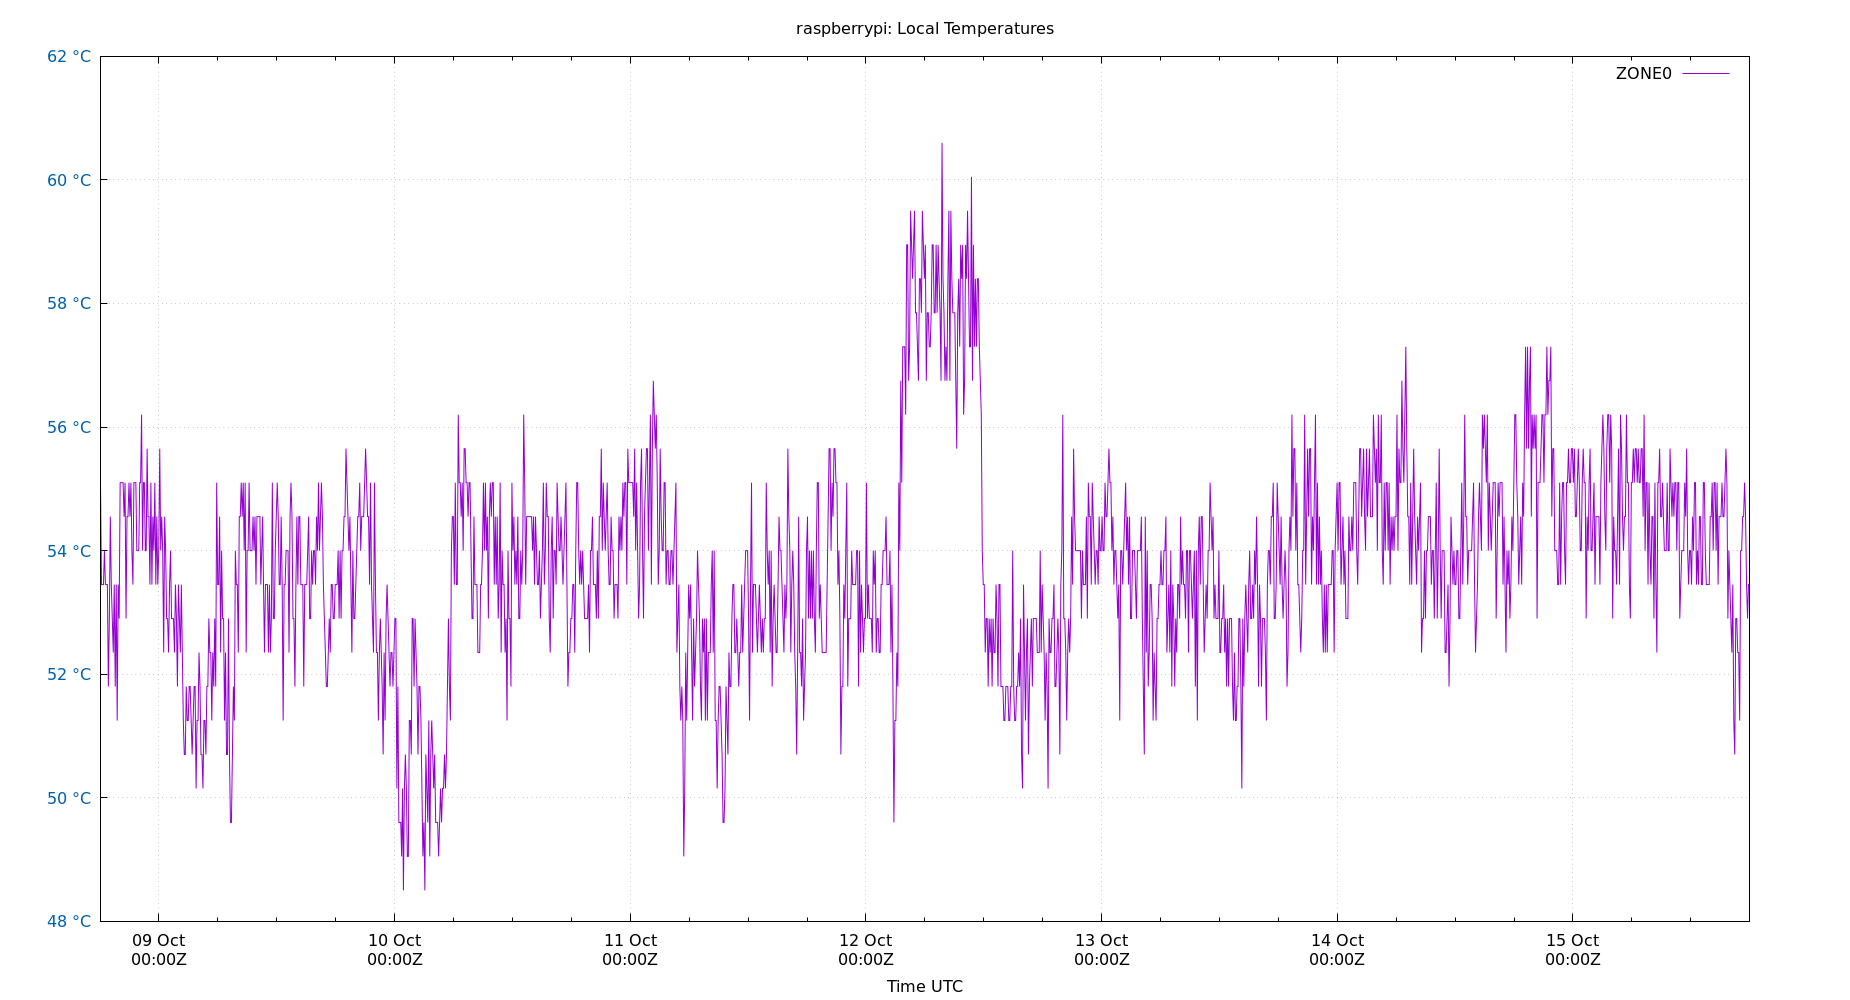 raspberrypi: Local Temperatures
ZONE0
62 °C
60 °C
58 °C
56 °C
54 °C
52 °C
50 °C
48 °C
09 Oct 10 Oct 11 Oct 12 Oct 13 Oct 14 Oct 15 Oct
00:00Z 00:00Z 00:00Z 00:00Z 00:00Z 00:00Z 00:00Z
Time UTC